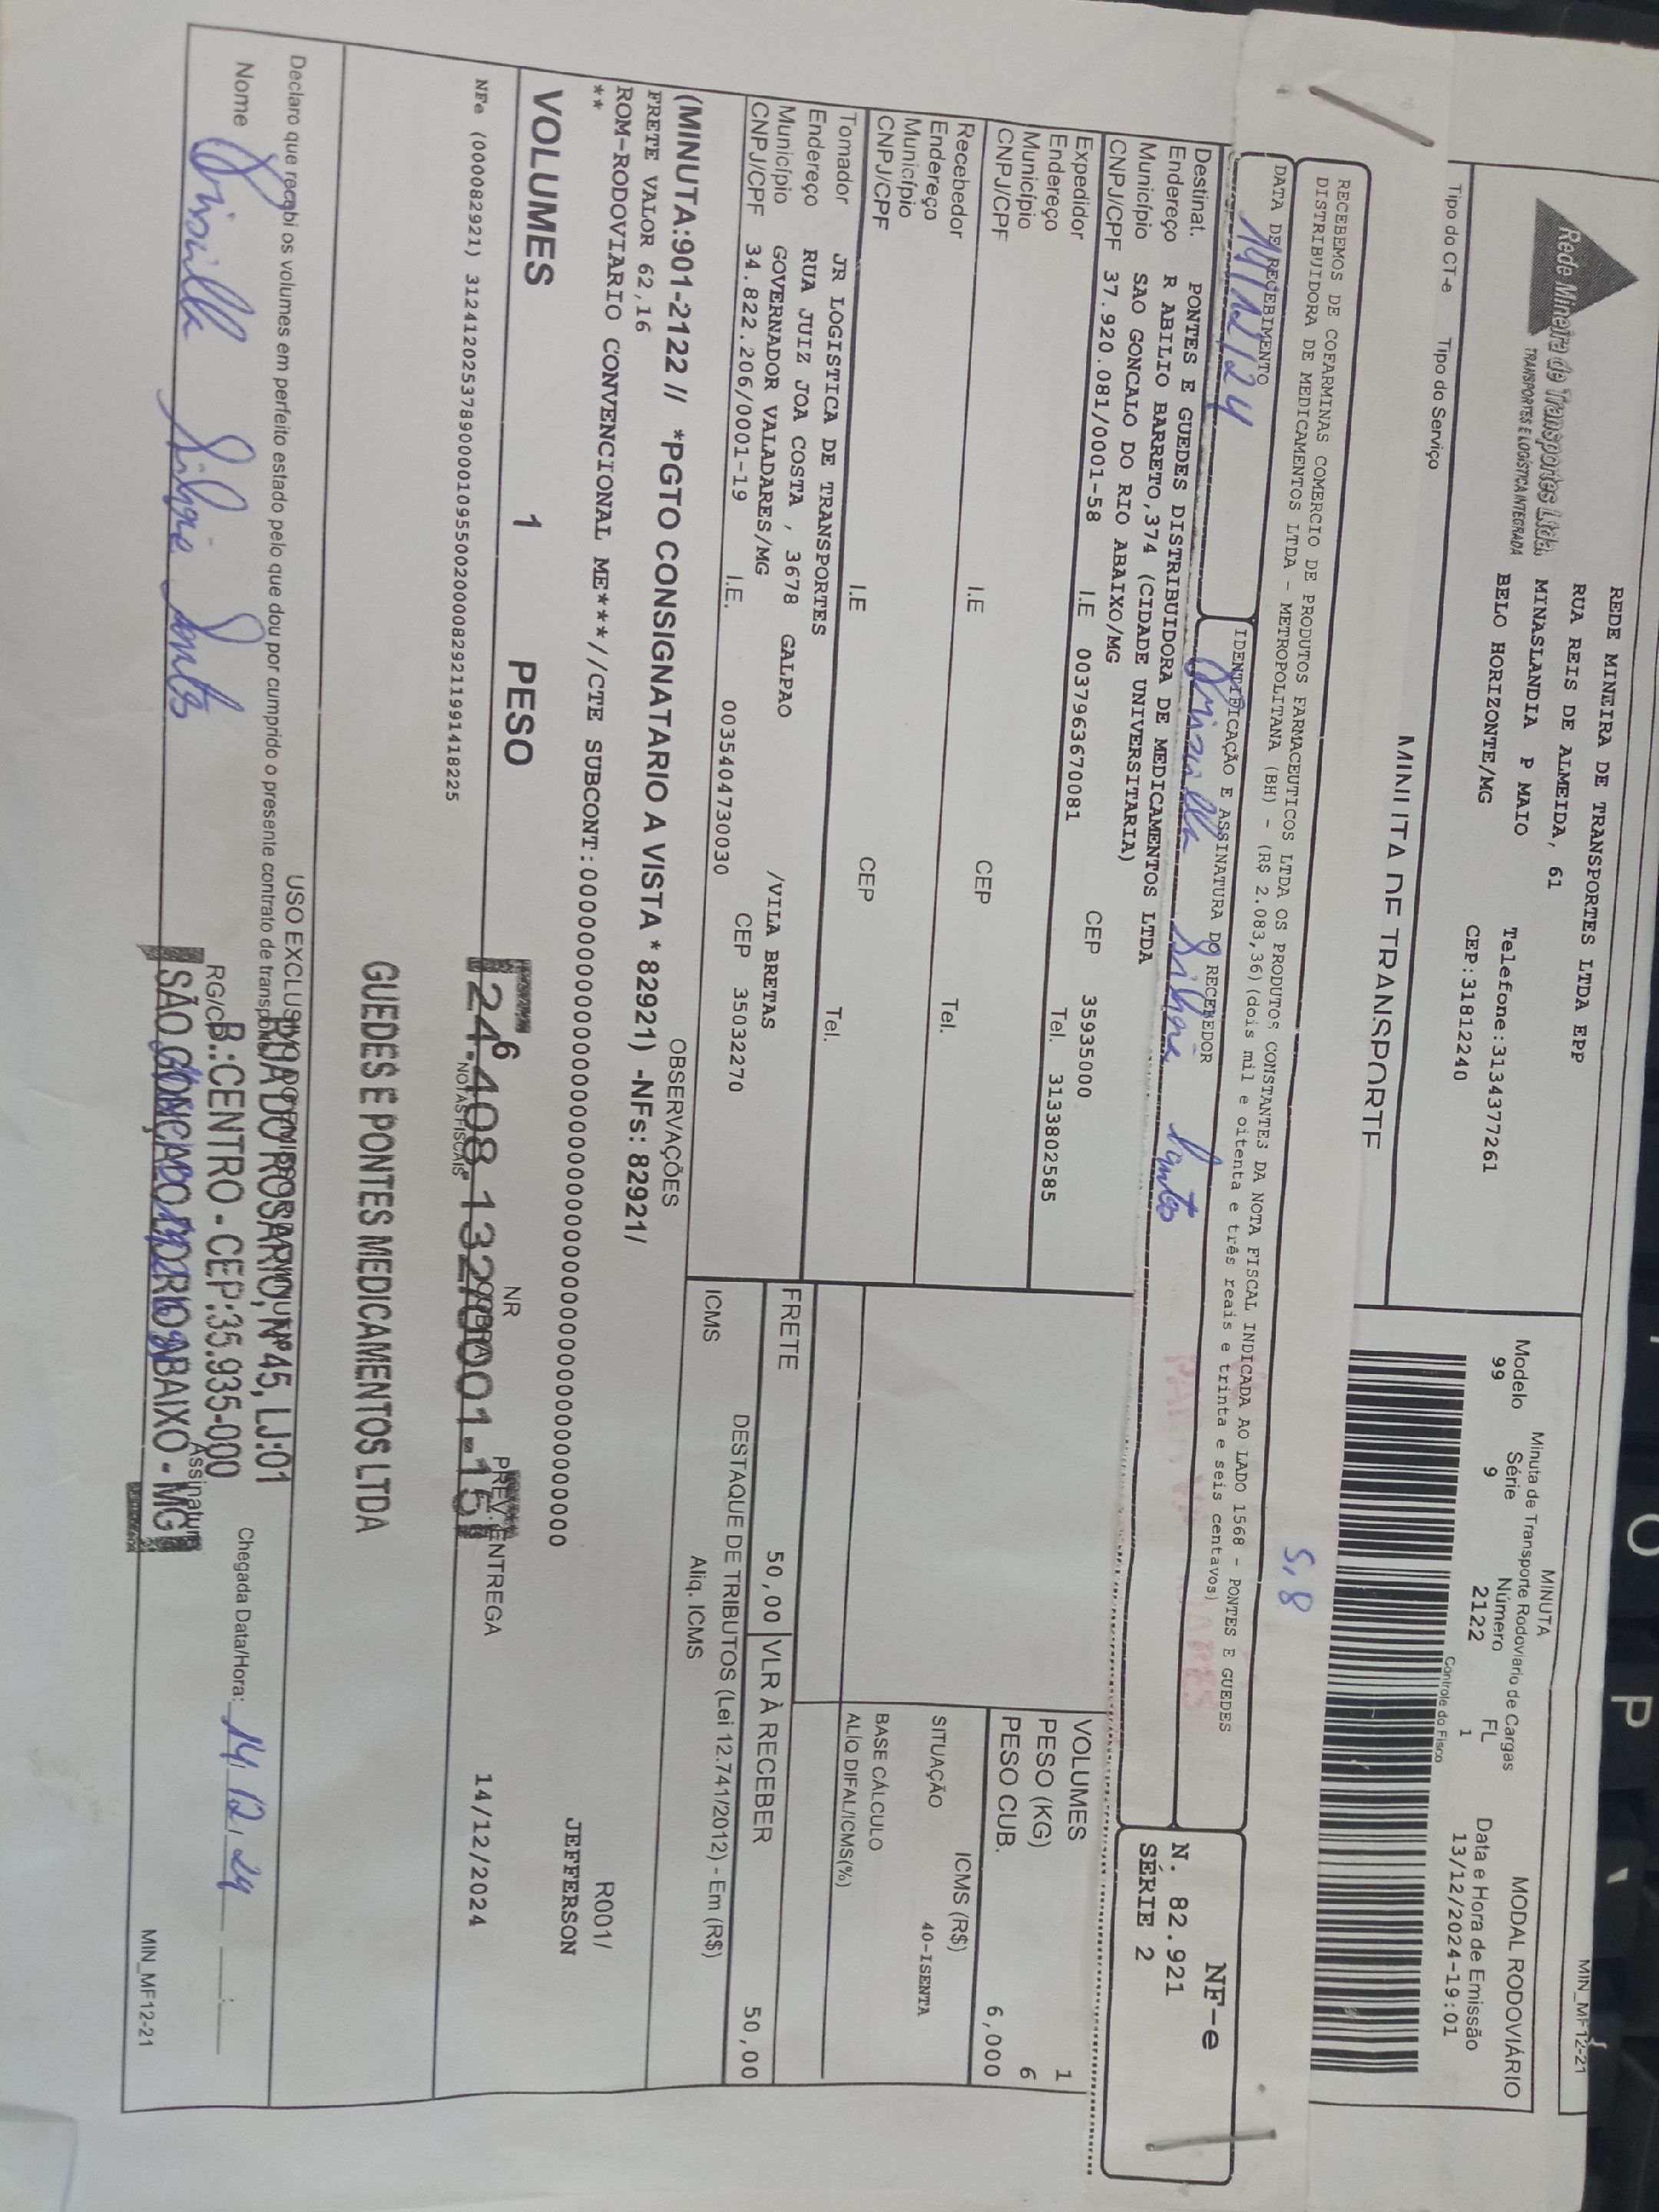 MIN_MF12-21
REDE MINEIRA DE TRANSPORTES LTDA EPP
RUA REIS DE ALMEIDA, 61
MINASLANDIA P MAIO
BELO HORIZONTE/MG
Telefone:3134377261
CEP:31812240
Rede Mineira de Transportes Ltda.
TRANSPORTES E LOGÍSTICA INTEGRADA
MINUTA
Minuta de Transporte Rodoviario de Cargas
MODAL RODOVIÁRIO
Modelo Série Número FL Data e Hora de Emissão
99 9 2122 1 13/12/2024-19:01
Controle do Fisco
Tipo do CT-e Tipo do Serviço
MINUTA DE TRANSPORTE
5,8
RECEBEMOS DE COFARMINAS COMERCIO DE PRODUTOS FARMACEUTICOS LTDA OS PRODUTOS CONSTANTES DA NOTA FISCAL INDICADA AO LADO 1568 - PONTES E GUEDES
DISTRIBUIDORA DE MEDICAMENTOS LTDA - METROPOLITANA (BH) - (R$ 2.083,36)(dois mil e oitenta e três reais e trinta e seis centavos)
DATA DE RECEBIMENTO
14/12/24
IDENTIFICAÇÃO E ASSINATURA DO RECEBEDOR
NF-e
N. 82.921
SÉRIE 2
Destinat. PONTES E GUEDES DISTRIBUIDORA DE MEDICAMENTOS LTDA
Endereço R ABILIO BARRETO,374 (CIDADE UNIVERSITARIA)
Município SAO GONCALO DO RIO ABAIXO/MG CEP 35935000
CNPJ/CPF 37.920.081/0001-58 I.E 0037963670081 Tel. 3133802585
Expedidor
Endereço
Município CEP
CNPJ/CPF I.E Tel.
Recebedor
Endereço
Município CEP
CNPJ/CPF I.E Tel.
VOLUMES 1
PESO (KG) 6
PESO CUB. 6,000
ICMS (R$)
SITUAÇÃO 40-ISENTA
BASE CÁLCULO
ALÍQ DIFAL/ICMS(%)
Tomador JR LOGISTICA DE TRANSPORTES
Endereço RUA JUIZ JOA COSTA , 3678 GALPAO /VILA BRETAS
Município GOVERNADOR VALADARES/MG CEP 35032270
CNPJ/CPF 34.822.206/0001-19 I.E. 0035404730030
FRETE 50,00 VLR À RECEBER 50,00
DESTAQUE DE TRIBUTOS (Lei 12.741/2012) - Em (R$)
ICMS Aliq. ICMS
OBSERVAÇÕES
(MINUTA:901-2122 // *PGTO CONSIGNATARIO A VISTA * 82921) -NFs: 82921/
FRETE VALOR 62,16
ROM-RODOVIARIO CONVENCIONAL ME****//CTE SUBCONT:00000000000000000000000000000000000000000000
**
R001/
JEFFERSON
VOLUMES 1 PESO 6 NR PREV. ENTREGA 14/12/2024
NOTAS FISCAIS
NFe (000082921) 31241202537890000109550020000829211991418225
24.408.132/0001-15
GUEDES E PONTES MEDICAMENTOS LTDA
RUA DO ROSARIO, Nº 45, LJ:01
B.:CENTRO - CEP:35.935-000
SÃO GONÇALO DO RIO ABAIXO - MG
Declaro que recebi os volumes em perfeito estado pelo que dou por cumprido o presente contrato de transporte
Nome RG/CPF Assinatura Chegada Data/Hora: 14/12/24
MIN_MF12-21